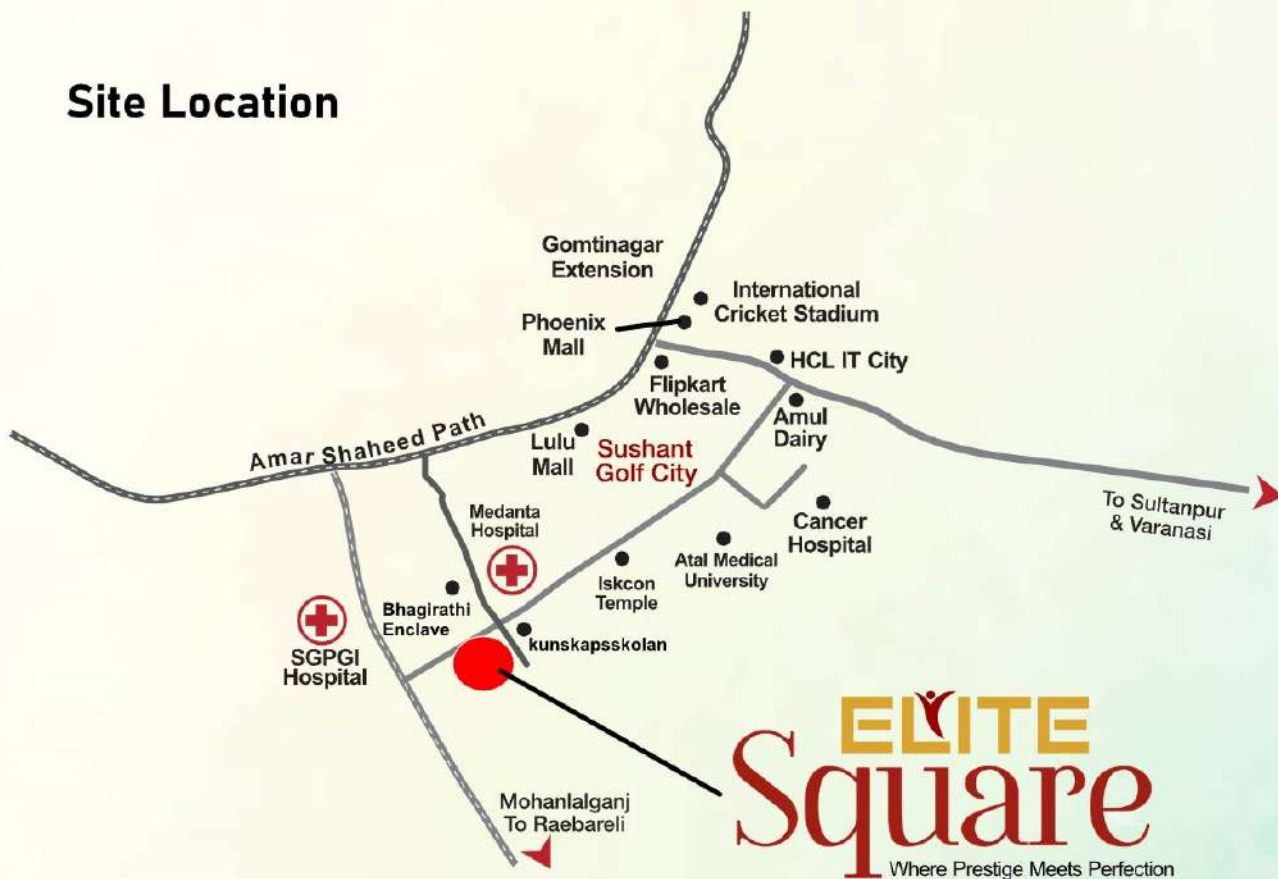 Site Location
Gomtinagar
Extension
International
Cricket Stadium
Phoenix
Mall
HCL IT City
Flipkart
Wholesale
Amul
Dairy
Amar Shaheed Path
Lulu
Mall
Sushant
Golf City
To Sultanpur
& Varanasi
Medanta
Hospital
Cancer
Hospital
Atal Medical
University
Iskcon
Temple
Bhagirathi
Enclave
kunskapsskolan
SGPGI
Hospital
Mohanlalganj
To Raebareli
ELITE
Square
Where Prestige Meets Perfection